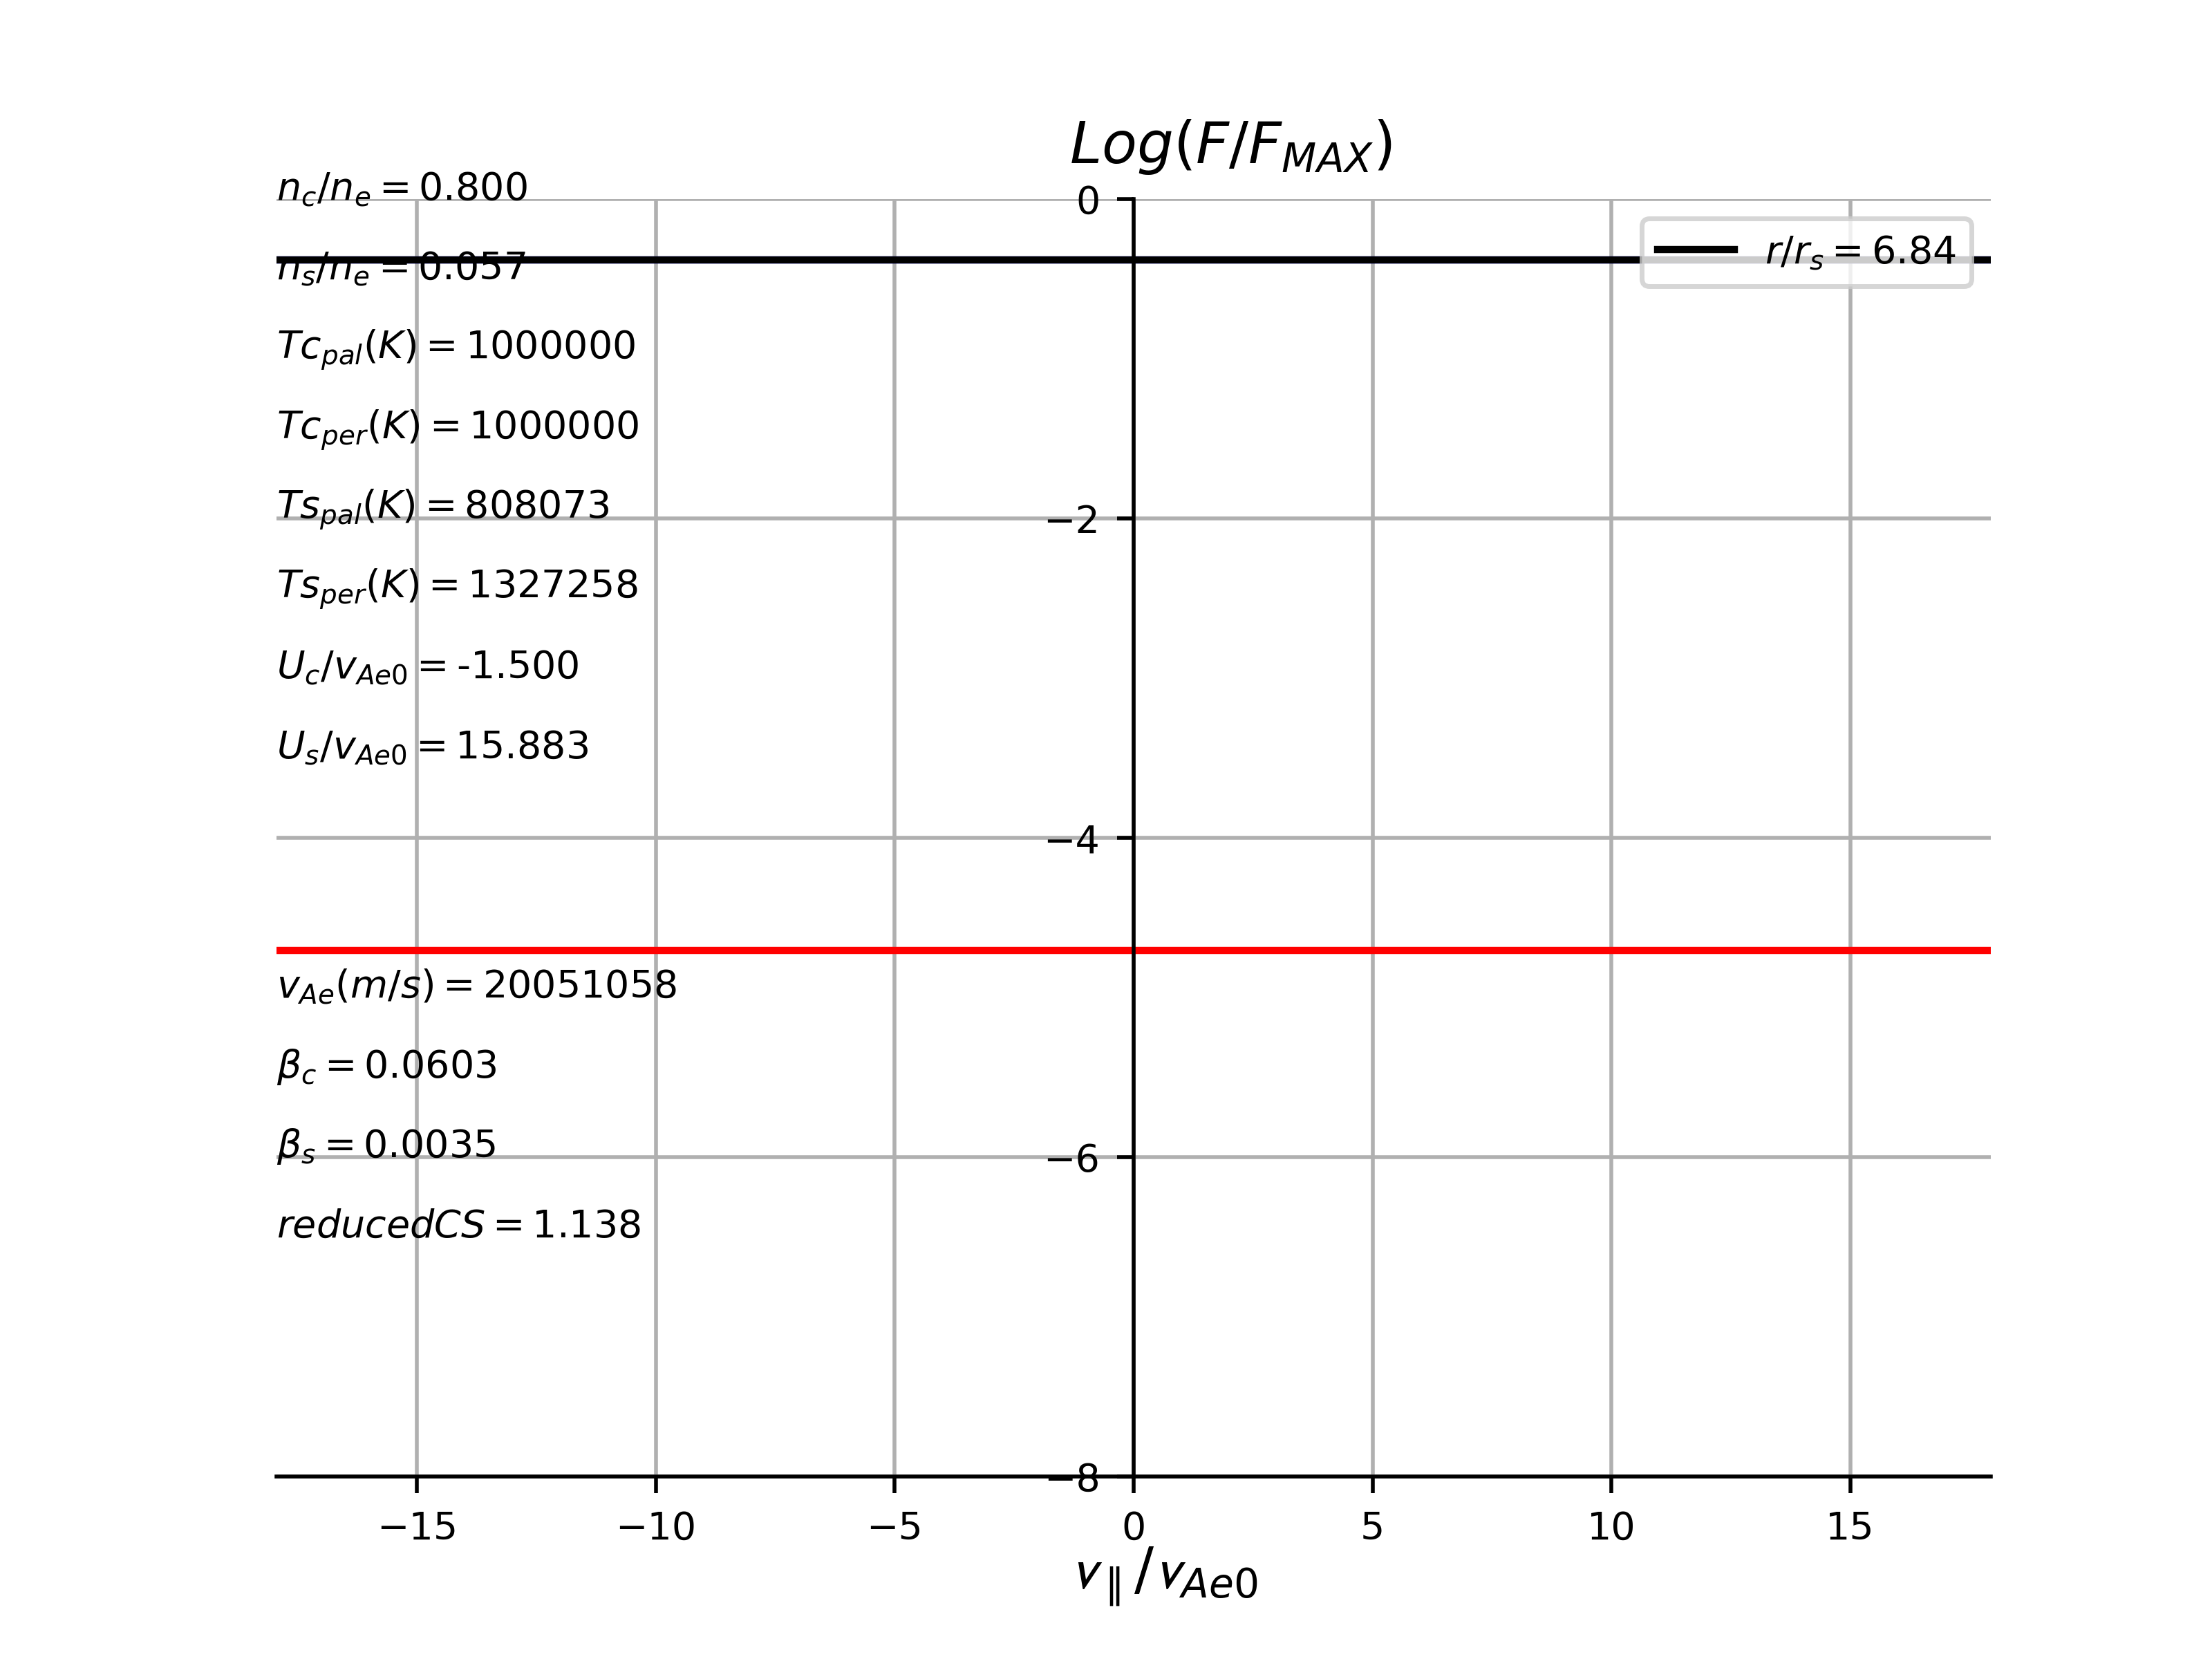 Log(F/F_MAX)
n_c/n_e = 0.800
0
n_s/n_e = 0.057
r/r_s = 6.84
Tc_pal(K) = 1000000
Tc_per(K) = 1000000
Ts_pal(K) = 808073
−2
Ts_per(K) = 1327258
U_c/v_Ae0 = -1.500
U_s/v_Ae0 = 15.883
−4
v_Ae(m/s) = 20051058
β_c = 0.0603
β_s = 0.0035
−6
reducedCS = 1.138
−8
−15 −10 −5 0 5 10 15
v_∥/v_Ae0